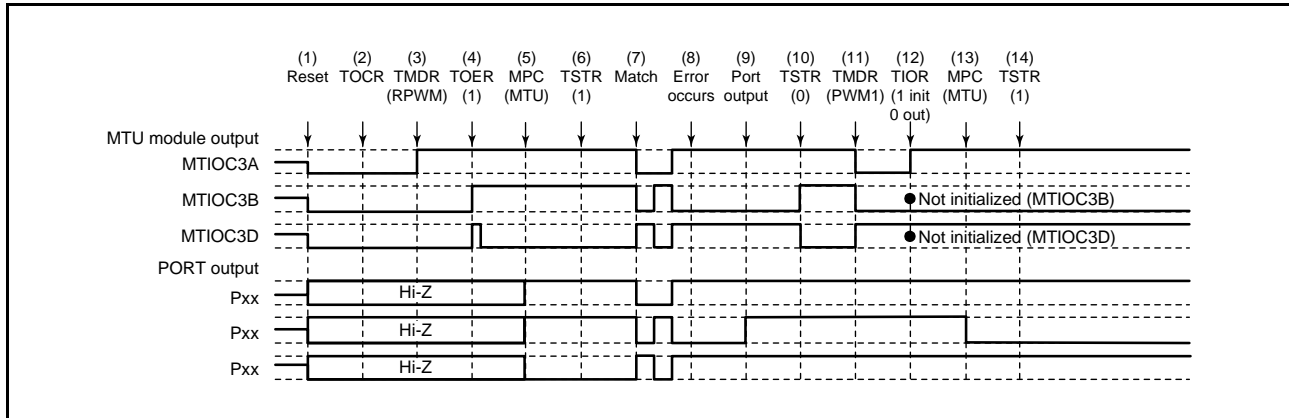 (1) (2) (3) (4) (5) (6) (7) (8) (9) (10) (11) (12) (13) (14)
Reset TOCR TMDR TOER MPC TSTR Match Error Port TSTR TMDR TIOR MPC TSTR
(RPWM) (1) (MTU) (1) occurs output (0) (PWM1) (1 init (MTU) (1)
0 out)
MTU module output
MTIOC3A
MTIOC3B
Not initialized (MTIOC3B)
MTIOC3D
Not initialized (MTIOC3D)
PORT output
Pxx
Hi-Z
Pxx
Hi-Z
Pxx
Hi-Z